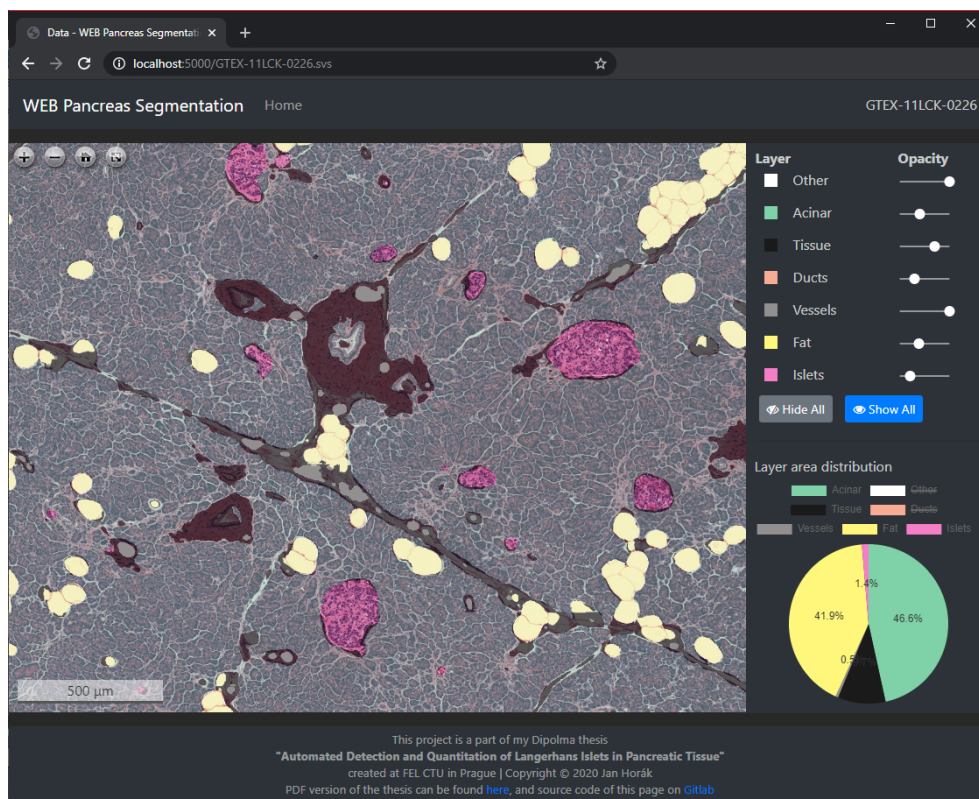 Data - WEB Pancreas Segmentati
localhost:5000/GTEX-11LCK-0226.svs
WEB Pancreas Segmentation Home GTEX-11LCK-0226
Layer Opacity
Other
Acinar
Tissue
Ducts
Vessels
Fat
Islets
Hide All Show All
Layer area distribution
Acinar Other
Tissue Ducts
Vessels Fat Islets
1.4%
41.9% 46.6%
500 µm
This project is a part of my Dipolma thesis
"Automated Detection and Quantitation of Langerhans Islets in Pancreatic Tissue"
created at FEL CTU in Prague | Copyright © 2020 Jan Horák
PDF version of the thesis can be found here, and source code of this page on Gitlab